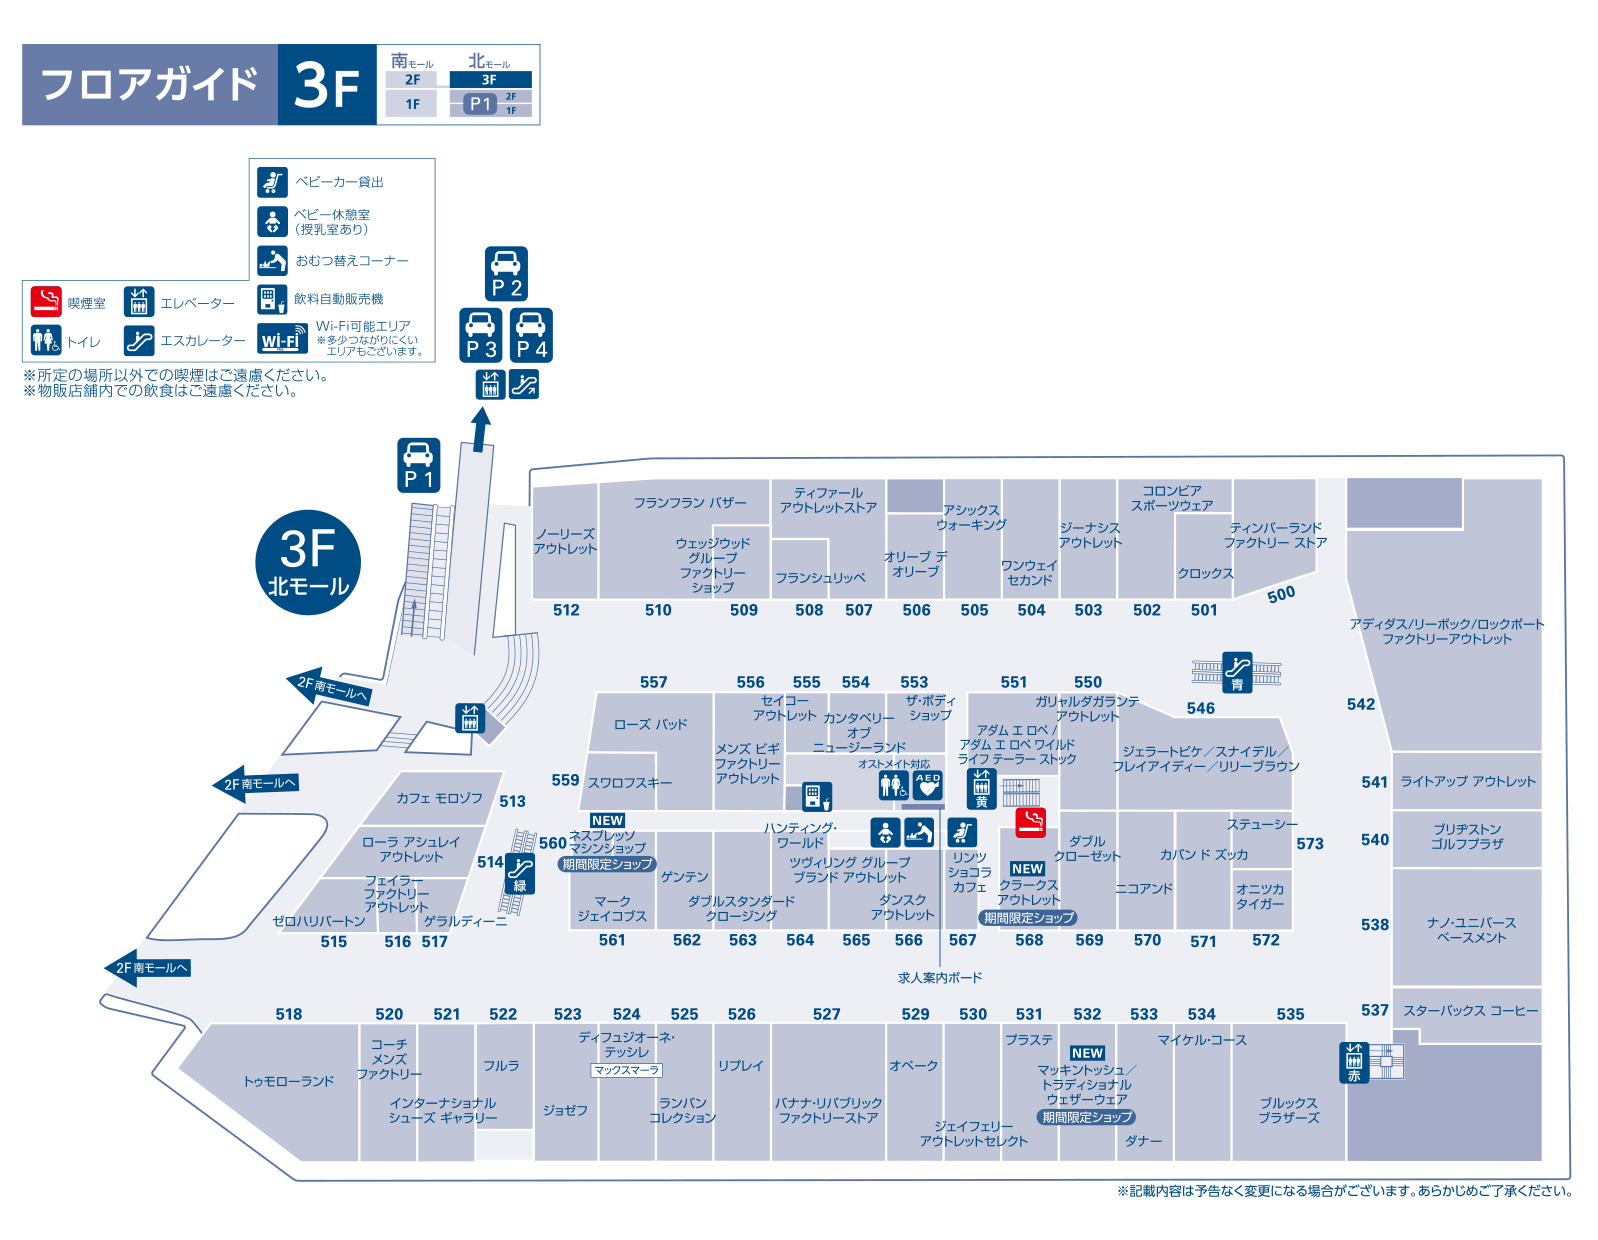 フロアガイド 3F
南モール 北モール
2F 3F
1F P1 2F
1F
ベビーカー貸出
ベビー休憩室
(授乳室あり)
おむつ替えコーナー
喫煙室 エレベーター 飲料自動販売機
トイレ エスカレーター Wi-Fi Wi-Fi可能エリア
※多少つながりにくい
エリアもございます。
※所定の場所以外での喫煙はご遠慮ください。
※物販店舗内での飲食はご遠慮ください。
P 2
P 3 P 4
P 1
3F
北モール
2F 南モールへ
2F 南モールへ
2F 南モールへ
ノーリーズ
アウトレット
512
フランフラン バザー
510
ウェッジウッド
グループ
ファクトリー
ショップ
509
ティファール
アウトレットストア
508
フランシュリッペ
507
オリーブ デ
オリーブ
506
アシックス
ウォーキング
505
ワンウェイ
セカンド
504
ジーナシス
アウトレット
503
コロンビア
スポーツウェア
502
クロックス
501
ティンバーランド
ファクトリー ストア
500
アディダス/リーボック/ロックポート
ファクトリーアウトレット
542
青
557
ローズ バッド
556
メンズ ビギ
ファクトリー
アウトレット
555
セイコー
アウトレット
554
カンタベリー
オブ
ニュージーランド
553
ザ・ボディ
ショップ
551
アダム エ ロペ /
アダム エ ロペ ワイルド
ライフ テーラー ストック
550
ガリャルダガランテ
アウトレット
546
ジェラートピケ／スナイデル／
フレイアイディー／リリーブラウン
559
スワロフスキー
オストメイト対応
AED
黄
541
ライトアップ アウトレット
540
ブリヂストン
ゴルフプラザ
538
ナノ・ユニバース
ベースメント
537
スターバックス コーヒー
赤
カフェ モロゾフ
513
ローラ アシュレイ
アウトレット
514
緑
フェイラー
ファクトリー
アウトレット
ゼロハリバートン
ゲラルディーニ
515 516 517
560
NEW
ネスプレッソ
マシンショップ
期間限定ショップ
マーク
ジェイコブス
561
ゲンテン
562
ダブルスタンダード
クロージング
563
ハンティング・
ワールド
564
ツヴィリング グループ
ブランド アウトレット
565
ダンスク
アウトレット
566
リンツ
ショコラ
カフェ
567
NEW
クラークス
アウトレット
期間限定ショップ
568
ダブル
クローゼット
569
ニコアンド
570
カバン ド ズッカ
571
ステューシー
573
オニツカ
タイガー
572
求人案内ボード
518
トゥモローランド
520
コーチ
メンズ
ファクトリー
521
インターナショナル
シューズ ギャラリー
522
フルラ
523
ジョゼフ
524
ディフュジオーネ・
テッシレ
マックスマーラ
525
ランバン
コレクション
526
リプレイ
527
バナナ・リパブリック
ファクトリーストア
529
オペーク
530
ジェイフェリー
アウトレットセレクト
531
プラステ
532
NEW
マッキントッシュ／
トラディショナル
ウェザーウェア
期間限定ショップ
533
ダナー
534
マイケル・コース
535
ブルックス
ブラザーズ
※記載内容は予告なく変更になる場合がございます。あらかじめご了承ください。